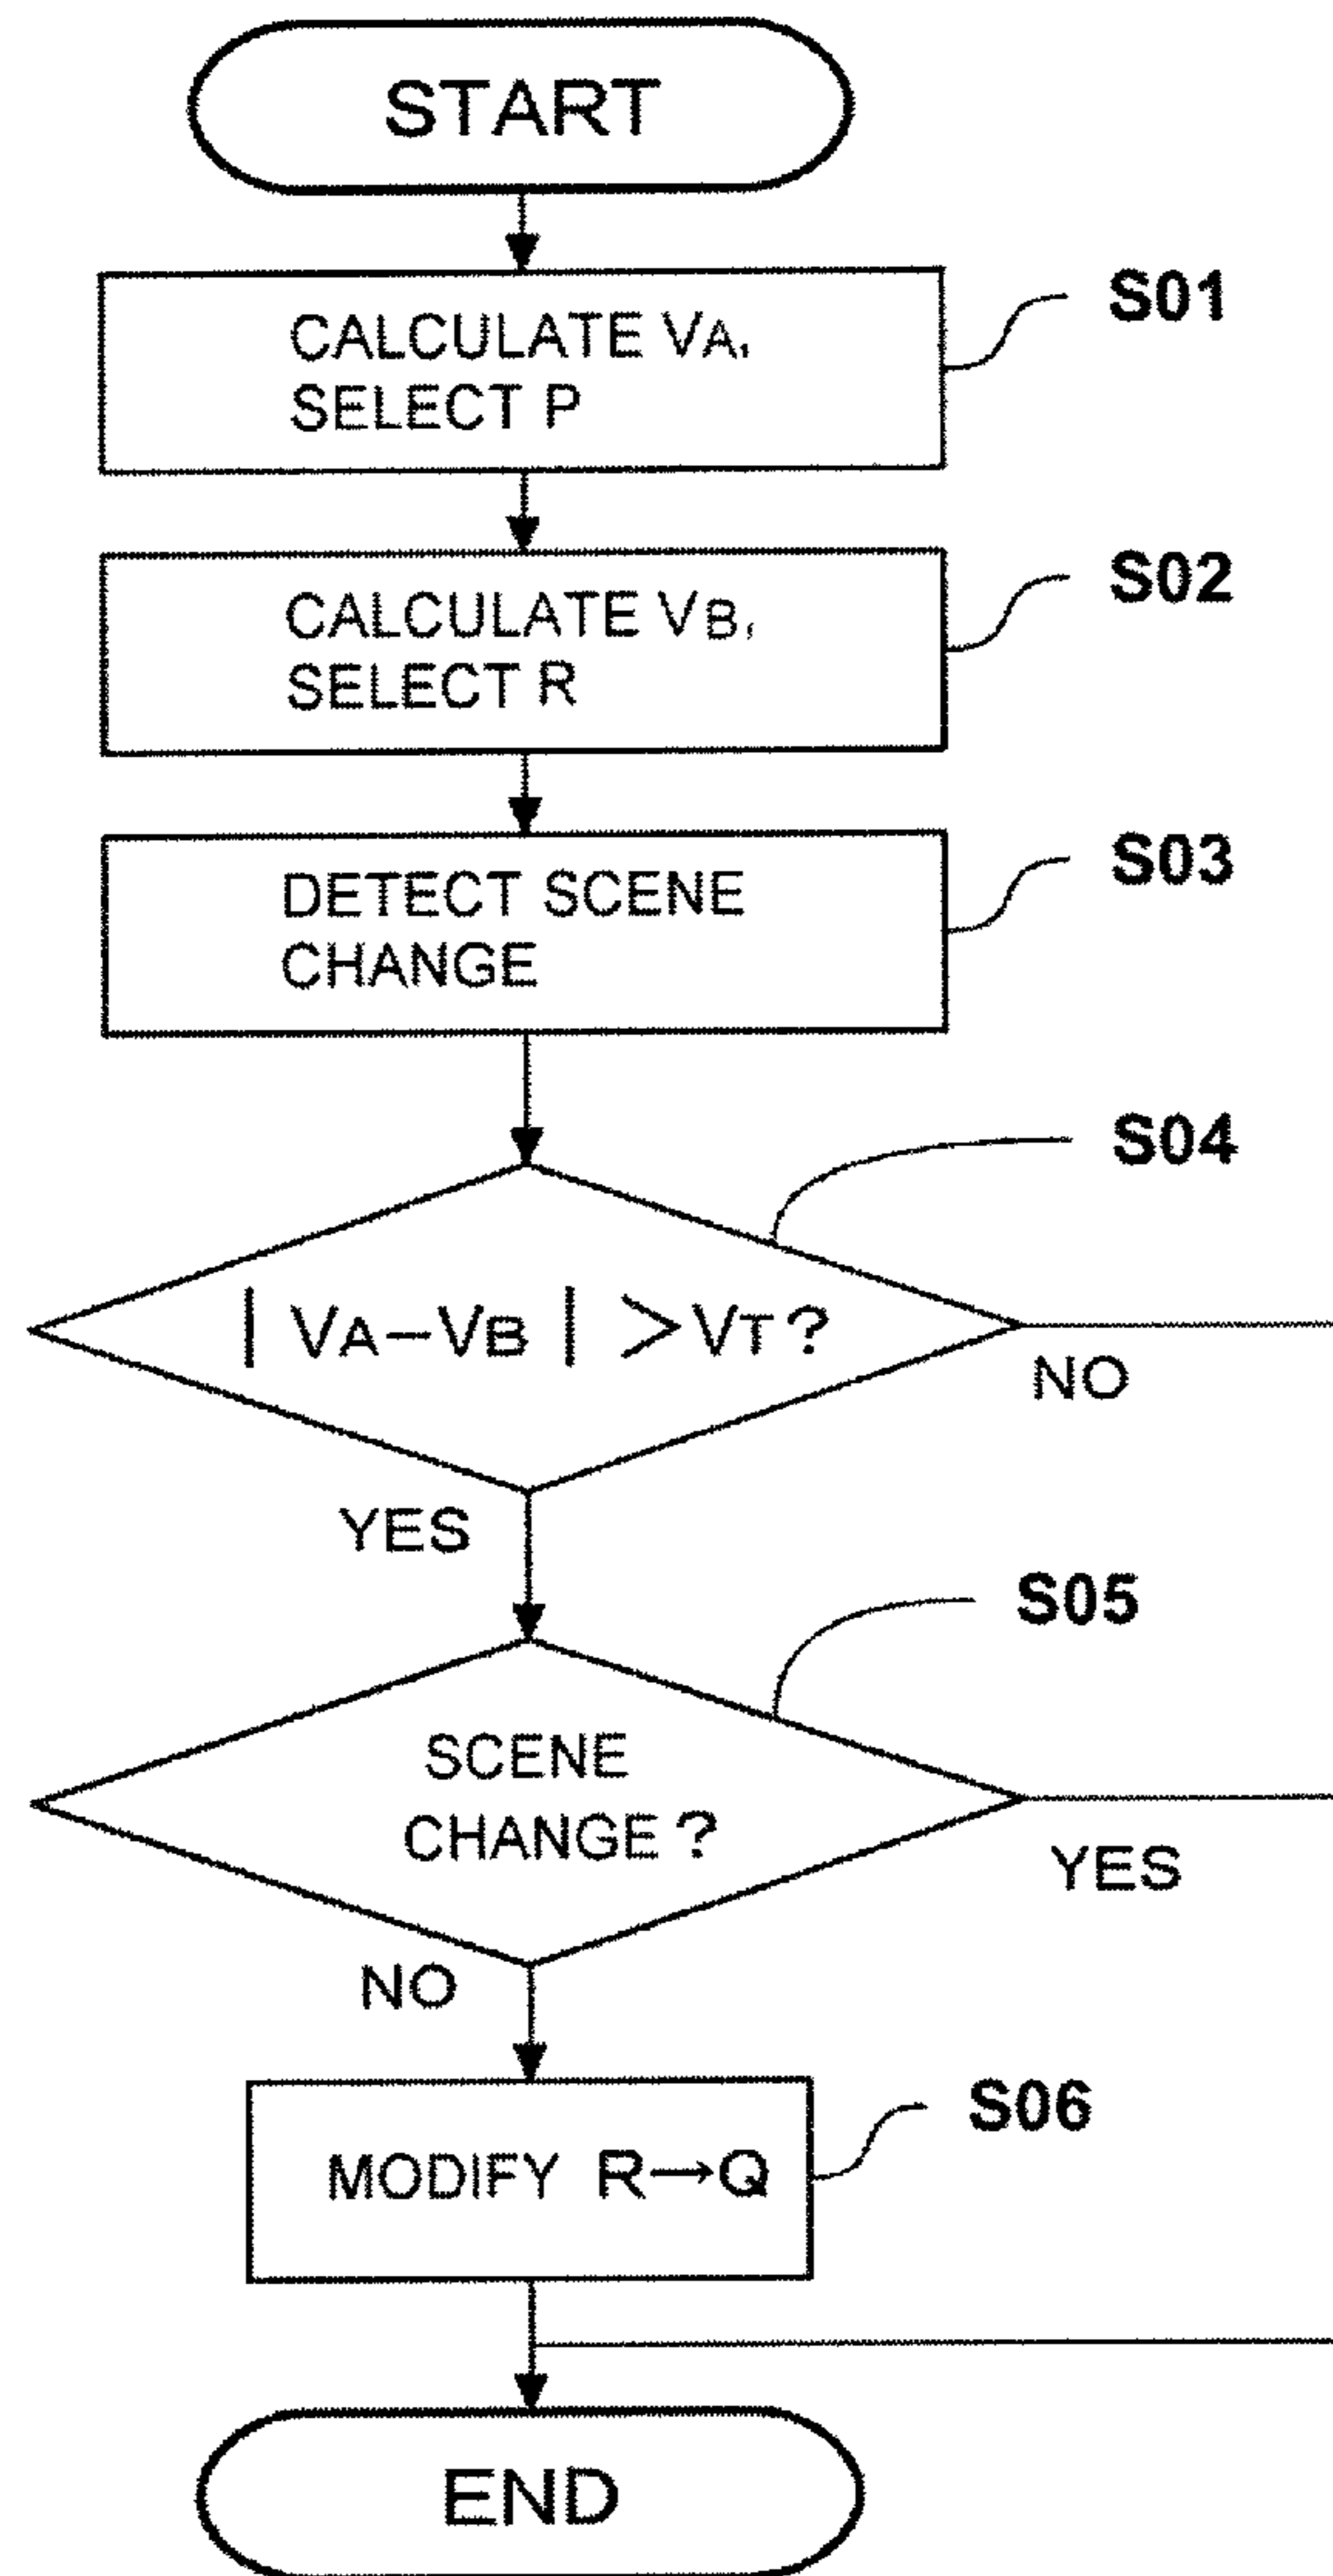 START
CALCULATE VA,
SELECT P
S01
CALCULATE VB,
SELECT R
S02
DETECT SCENE
CHANGE
S03
S04
| VA−VB | >VT?
NO
YES
S05
SCENE
CHANGE?
YES
NO
S06
MODIFY R→Q
END